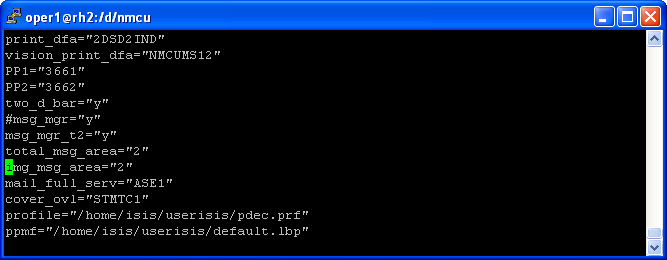 oper1@rh2:/d/nmcu
print_dfa="2DSD2IND"
vision_print_dfa="NMCUMS12"
PP1="3661"
PP2="3662"
two_d_bar="y"
#msg_mgr="y"
msg_mgr_t2="y"
total_msg_area="2"
img_msg_area="2"
mail_full_serv="ASE1"
cover_ovl="STMTC1"
profile="/home/isis/userisis/pdec.prf"
ppmf="/home/isis/userisis/default.lbp"